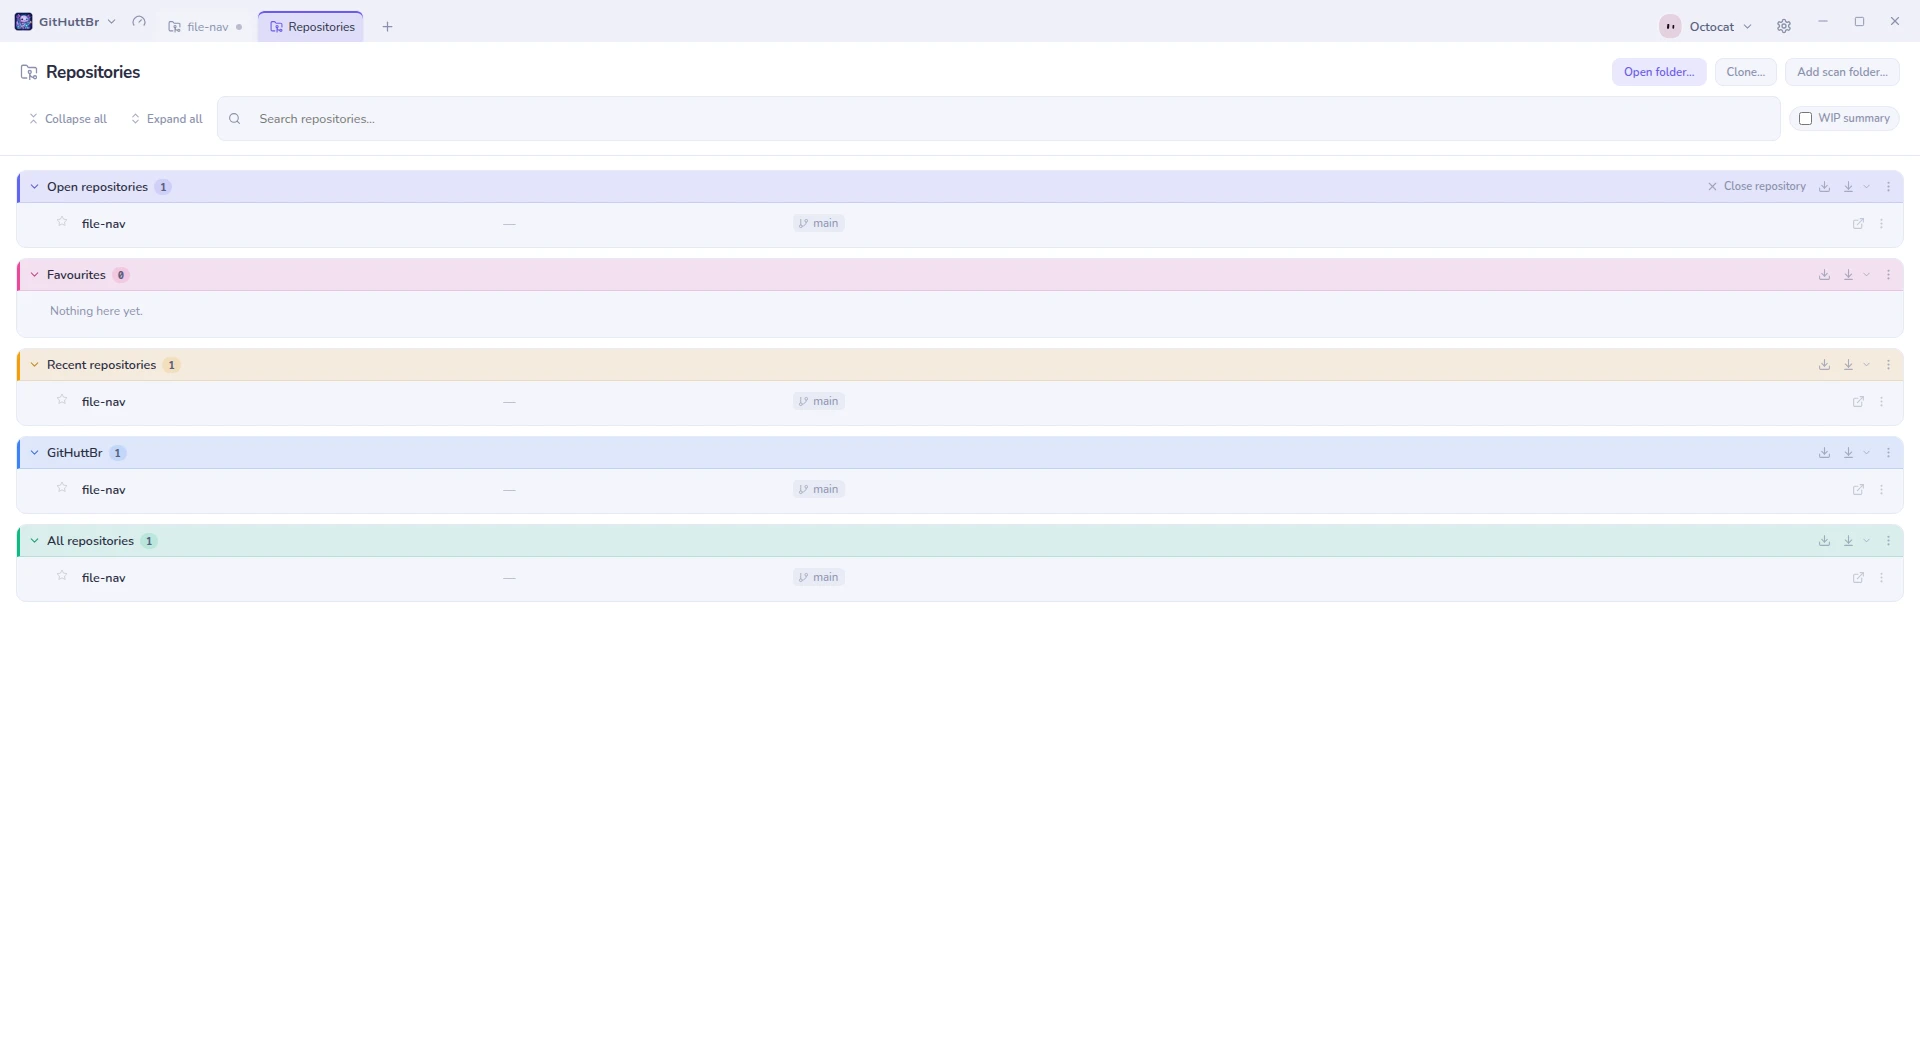 GitHuttBr
file-nav
Repositories
Octocat
Repositories
Open folder...
Clone...
Add scan folder...
Collapse all
Expand all
Search repositories...
WIP summary
Open repositories 1
Close repository
file-nav — main
Favourites 0
Nothing here yet.
Recent repositories 1
file-nav — main
GitHuttBr 1
file-nav — main
All repositories 1
file-nav — main